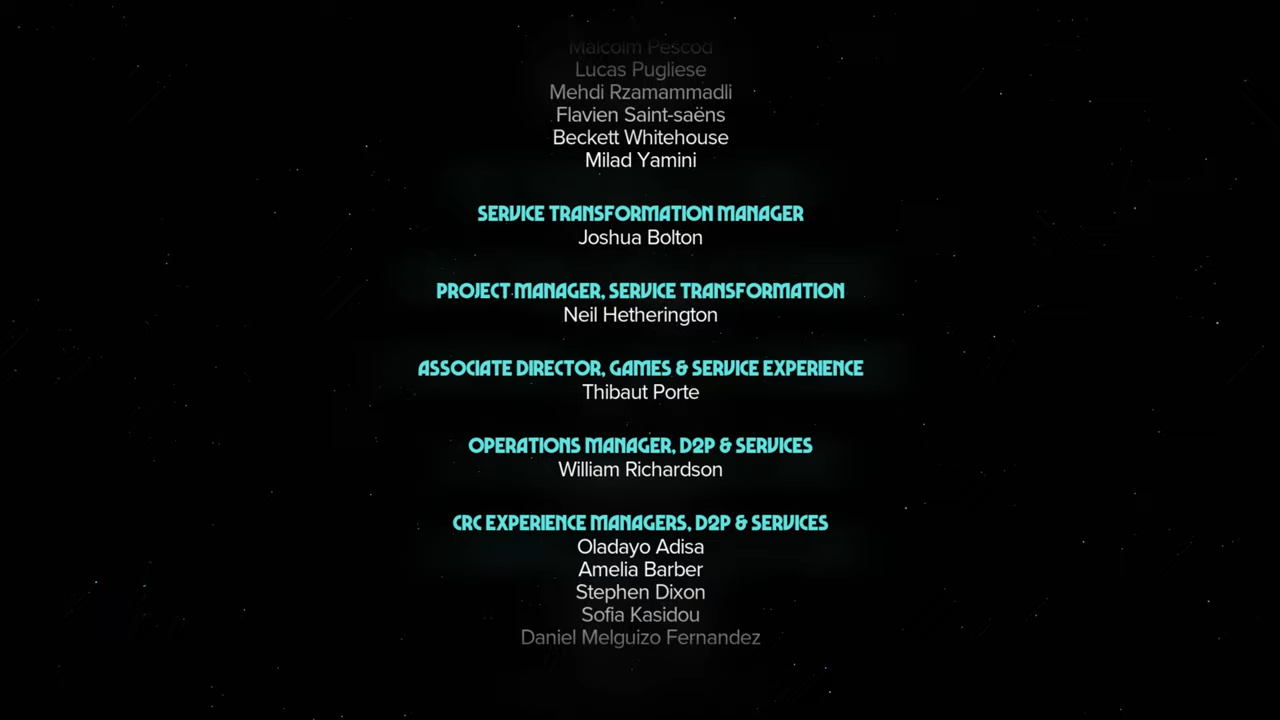 Malcolm Pescod
Lucas Pugliese
Mehdi Rzamammadli
Flavien Saint-saëns
Beckett Whitehouse
Milad Yamini
SERVICE TRANSFORMATION MANAGER
Joshua Bolton
PROJECT MANAGER, SERVICE TRANSFORMATION
Neil Hetherington
ASSOCIATE DIRECTOR, GAMES & SERVICE EXPERIENCE
Thibaut Porte
OPERATIONS MANAGER, D2P & SERVICES
William Richardson
CRC EXPERIENCE MANAGERS, D2P & SERVICES
Oladayo Adisa
Amelia Barber
Stephen Dixon
Sofia Kasidou
Daniel Melguizo Fernandez